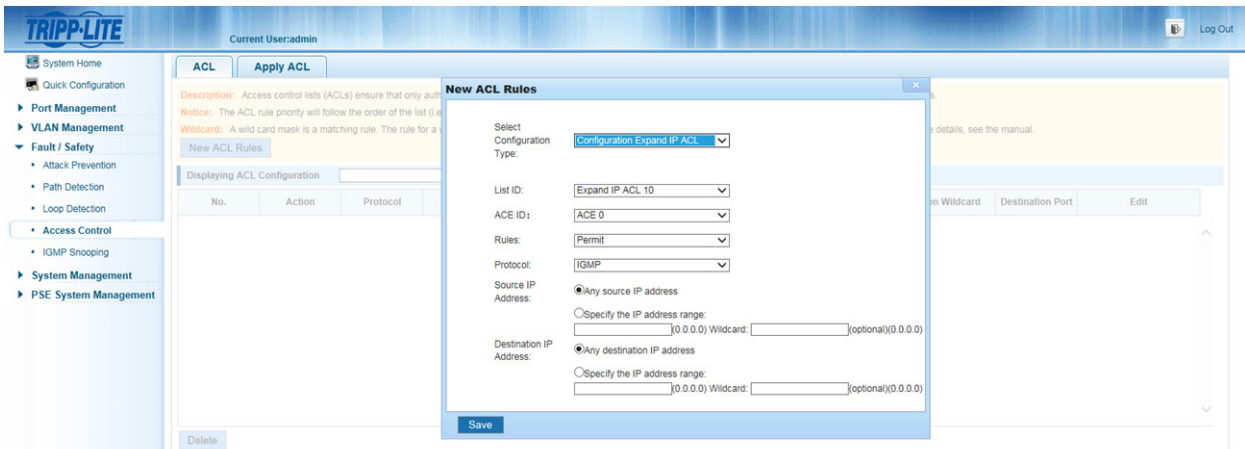 TRIPP·LITE
Current User:admin
Log Out
System Home
Quick Configuration
Port Management
VLAN Management
Fault / Safety
Attack Prevention
Path Detection
Loop Detection
Access Control
IGMP Snooping
System Management
PSE System Management
ACL Apply ACL
Description: Access control lists (ACLs) ensure that only
Notice: The ACL rule priority will follow the order of the list
Wildcard: A wild card mask is a matching rule. The rule for a
e details, see the manual.
New ACL Rules
Displaying ACL Configuration
No. Action Protocol
on Wildcard Destination Port Edit
New ACL Rules
Select
Configuration
Type:
Configuration Expand IP ACL
List ID: Expand IP ACL 10
ACE ID: ACE 0
Rules: Permit
Protocol: IGMP
Source IP
Address:
Any source IP address
Specify the IP address range:
(0.0.0.0) Wildcard: (optional)(0.0.0.0)
Destination IP
Address:
Any destination IP address
Specify the IP address range:
(0.0.0.0) Wildcard: (optional)(0.0.0.0)
Save
Delete